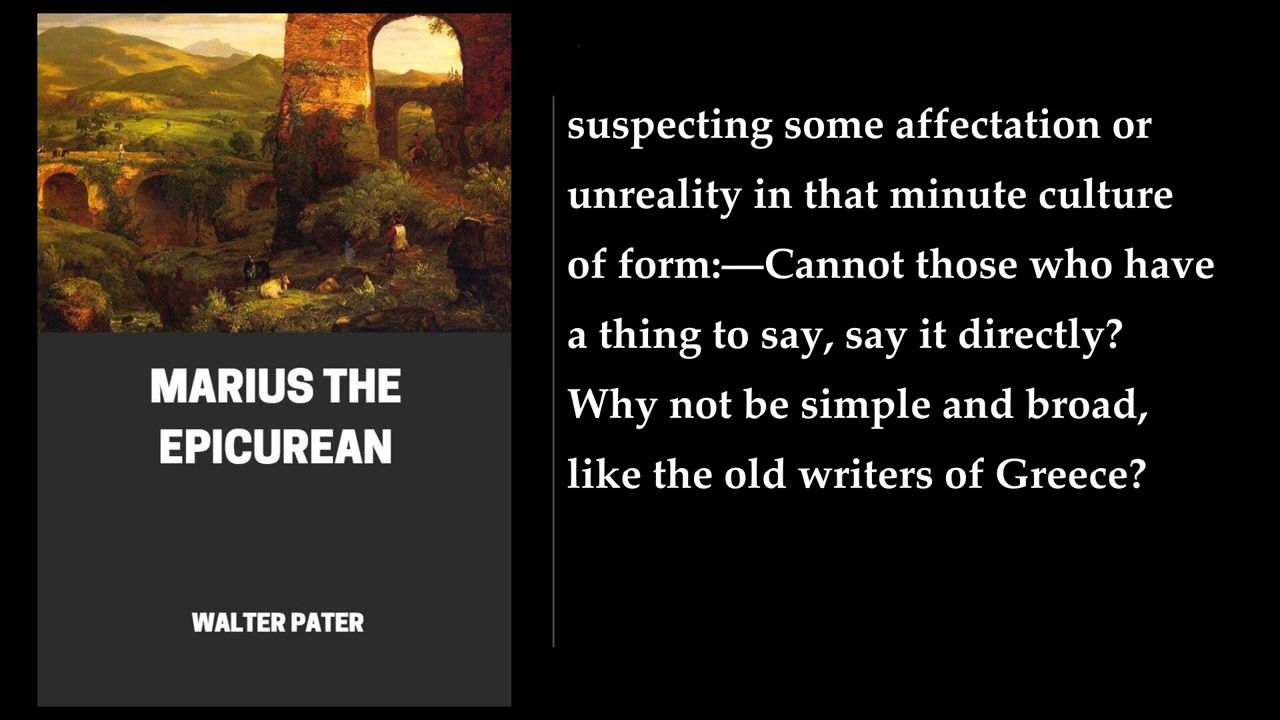 MARIUS THE
EPICUREAN
WALTER PATER
suspecting some affectation or
unreality in that minute culture
of form:—Cannot those who have
a thing to say, say it directly?
Why not be simple and broad,
like the old writers of Greece?